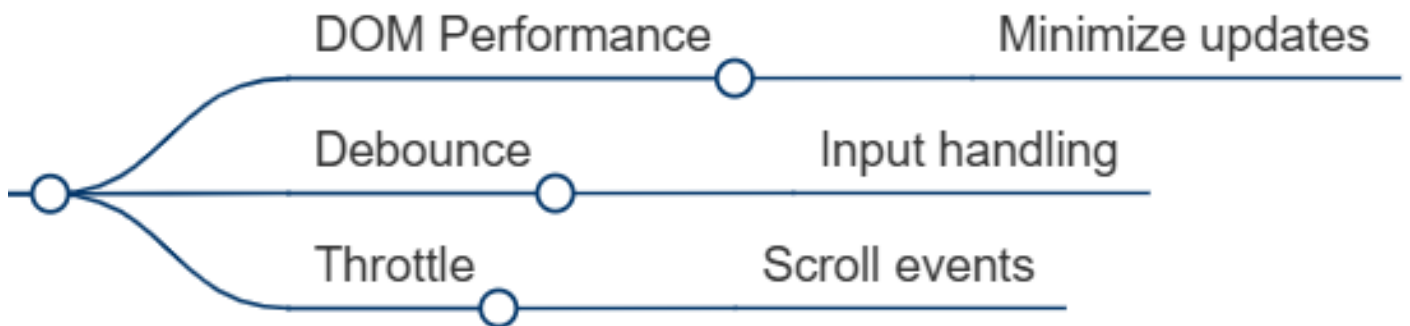 DOM Performance Minimize updates
Debounce Input handling
Throttle Scroll events